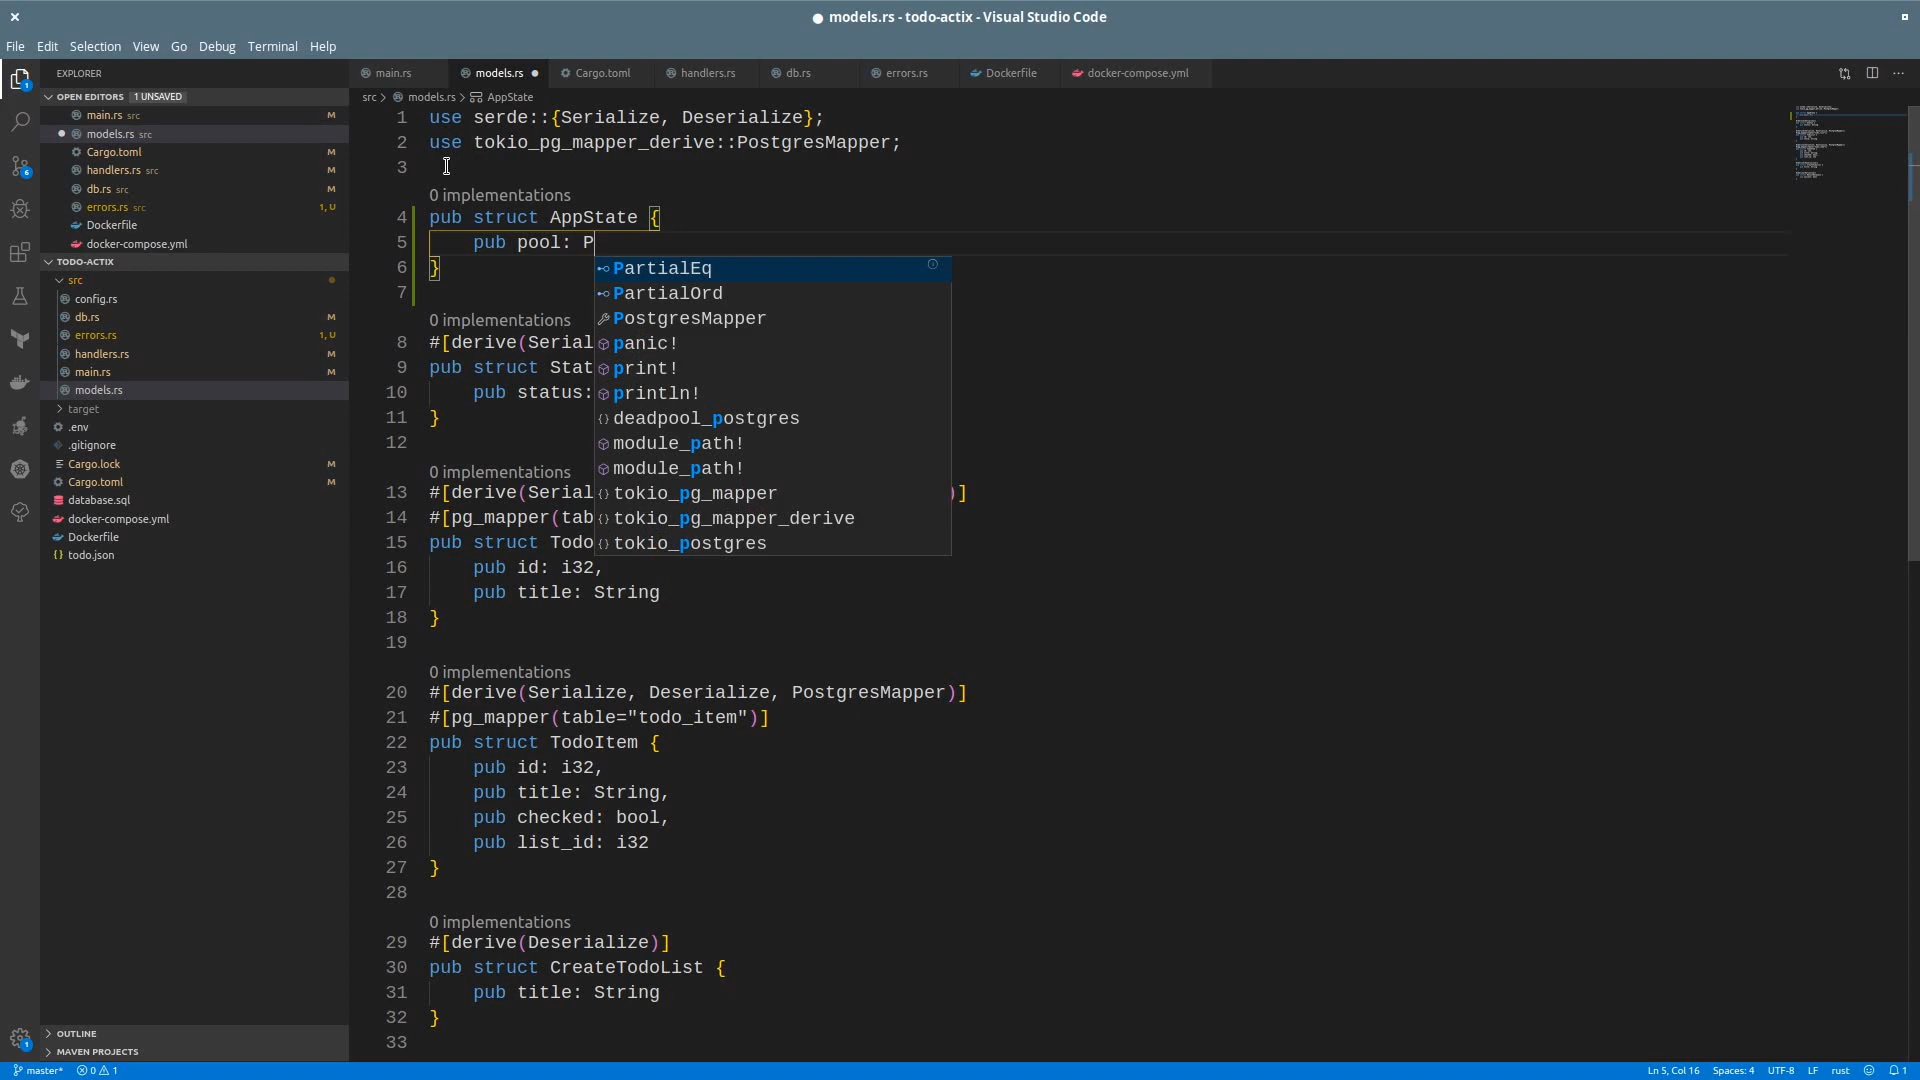 models.rs - todo-actix - Visual Studio Code
File Edit Selection View Go Debug Terminal Help
EXPLORER
OPEN EDITORS 1 UNSAVED
main.rs src M
models.rs src
Cargo.toml M
handlers.rs src M
db.rs src M
errors.rs src 1, U
Dockerfile
docker-compose.yml
TODO-ACTIX
src
config.rs
db.rs M
errors.rs 1, U
handlers.rs M
main.rs M
models.rs
target
.env
.gitignore
Cargo.lock M
Cargo.toml M
database.sql
docker-compose.yml
Dockerfile
todo.json
OUTLINE
MAVEN PROJECTS
main.rs models.rs Cargo.toml handlers.rs db.rs errors.rs Dockerfile docker-compose.yml
src > models.rs > AppState
1 use serde::{Serialize, Deserialize};
2 use tokio_pg_mapper_derive::PostgresMapper;
3
0 implementations
4 pub struct AppState {
5 pub pool: P
6 }
7
0 implementations
8 #[derive(Serial
9 pub struct Stat
10 pub status:
11 }
12
0 implementations
13 #[derive(Serial )]
14 #[pg_mapper(tab
15 pub struct Todo
16 pub id: i32,
17 pub title: String
18 }
19
0 implementations
20 #[derive(Serialize, Deserialize, PostgresMapper)]
21 #[pg_mapper(table="todo_item")]
22 pub struct TodoItem {
23 pub id: i32,
24 pub title: String,
25 pub checked: bool,
26 pub list_id: i32
27 }
28
0 implementations
29 #[derive(Deserialize)]
30 pub struct CreateTodoList {
31 pub title: String
32 }
33
PartialEq
PartialOrd
PostgresMapper
panic!
print!
println!
deadpool_postgres
module_path!
module_path!
tokio_pg_mapper
tokio_pg_mapper_derive
tokio_postgres
1
6
1
master* 0 1
Ln 5, Col 16 Spaces: 4 UTF-8 LF rust 1